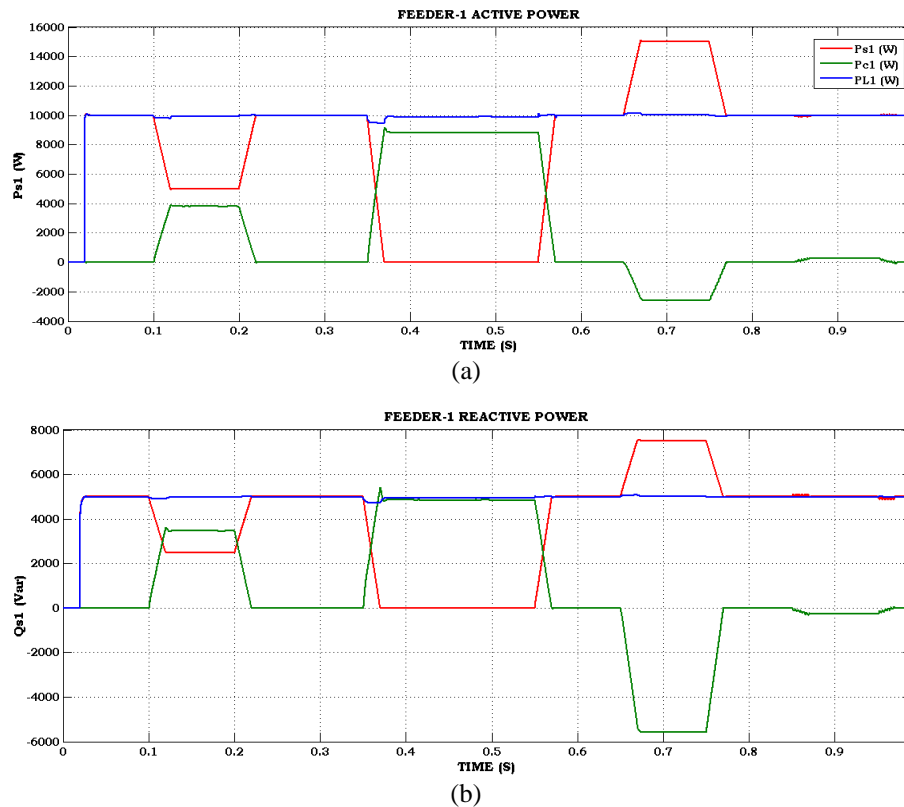 FEEDER-1 ACTIVE POWER
16000
14000
12000
10000
8000
6000
4000
2000
0
-2000
-4000
Ps1 (W)
Ps1 (W)
Pc1 (W)
PL1 (W)
0 0.1 0.2 0.3 0.4 0.5 0.6 0.7 0.8 0.9
TIME (S)
(a)
FEEDER-1 REACTIVE POWER
8000
6000
4000
2000
0
-2000
-4000
-6000
Qs1 (Var)
0 0.1 0.2 0.3 0.4 0.5 0.6 0.7 0.8 0.9
TIME (S)
(b)